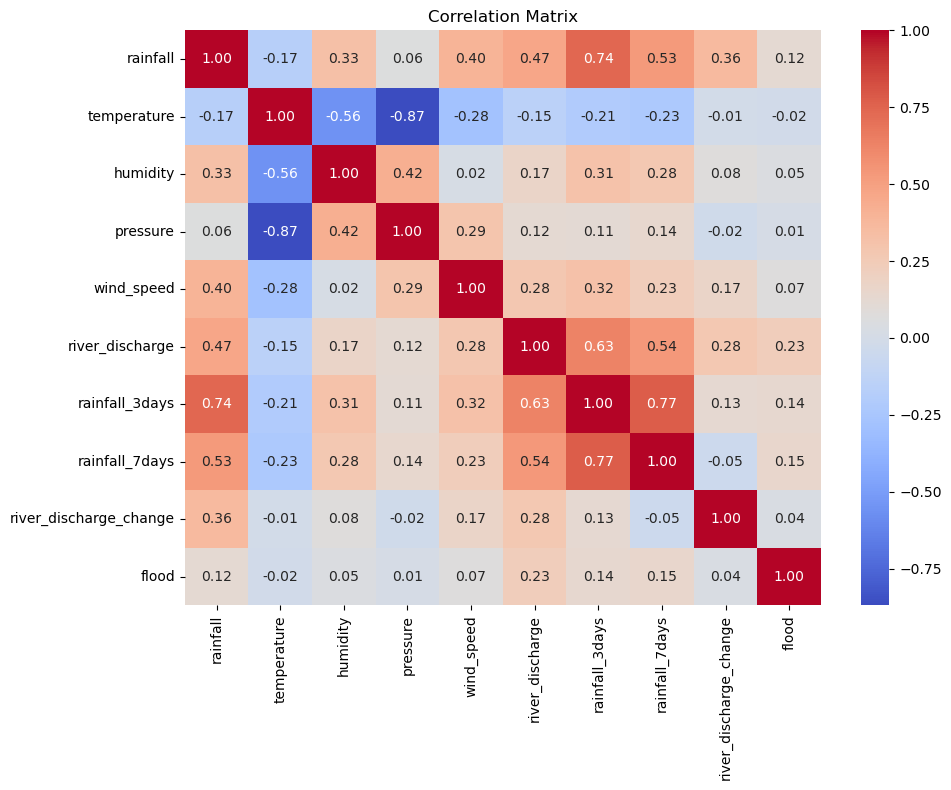 Correlation Matrix
rainfall 1.00 -0.17 0.33 0.06 0.40 0.47 0.74 0.53 0.36 0.12
temperature -0.17 1.00 -0.56 -0.87 -0.28 -0.15 -0.21 -0.23 -0.01 -0.02
humidity 0.33 -0.56 1.00 0.42 0.02 0.17 0.31 0.28 0.08 0.05
pressure 0.06 -0.87 0.42 1.00 0.29 0.12 0.11 0.14 -0.02 0.01
wind_speed 0.40 -0.28 0.02 0.29 1.00 0.28 0.32 0.23 0.17 0.07
river_discharge 0.47 -0.15 0.17 0.12 0.28 1.00 0.63 0.54 0.28 0.23
rainfall_3days 0.74 -0.21 0.31 0.11 0.32 0.63 1.00 0.77 0.13 0.14
rainfall_7days 0.53 -0.23 0.28 0.14 0.23 0.54 0.77 1.00 -0.05 0.15
river_discharge_change 0.36 -0.01 0.08 -0.02 0.17 0.28 0.13 -0.05 1.00 0.04
flood 0.12 -0.02 0.05 0.01 0.07 0.23 0.14 0.15 0.04 1.00
rainfall
temperature
humidity
pressure
wind_speed
river_discharge
rainfall_3days
rainfall_7days
river_discharge_change
flood
1.00
0.75
0.50
0.25
0.00
−0.25
−0.50
−0.75